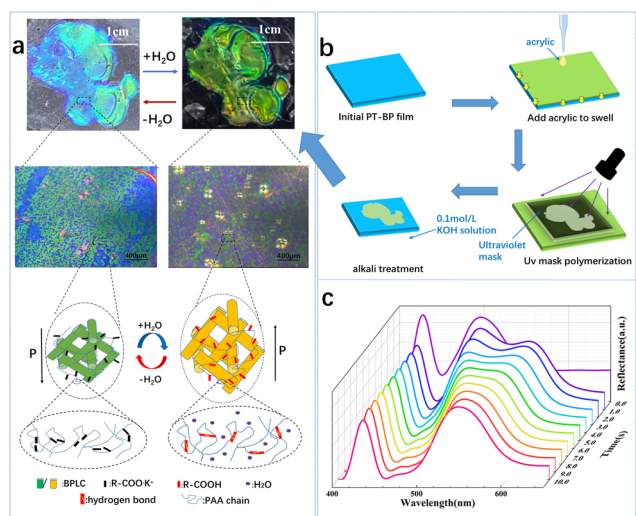 a
1cm
+H₂O
-H₂O
1cm
400μm
400μm
P
+H₂O
-H₂O
P
:BPLC
:R-COO⁻K⁺
:R-COOH
:H₂O
:hydrogen bond
:PAA chain
b
Initial PT-BP film
acrylic
Add acrylic to swell
0.1mol/L
KOH solution
alkali treatment
Ultraviolet
mask
Uv mask polymerization
c
Reflectance(a.u.)
0.0
1.0
2.0
3.0
4.0
5.0
6.0
7.0
8.0
9.0
10.0
Time(s)
400
500
600
Wavelength(nm)